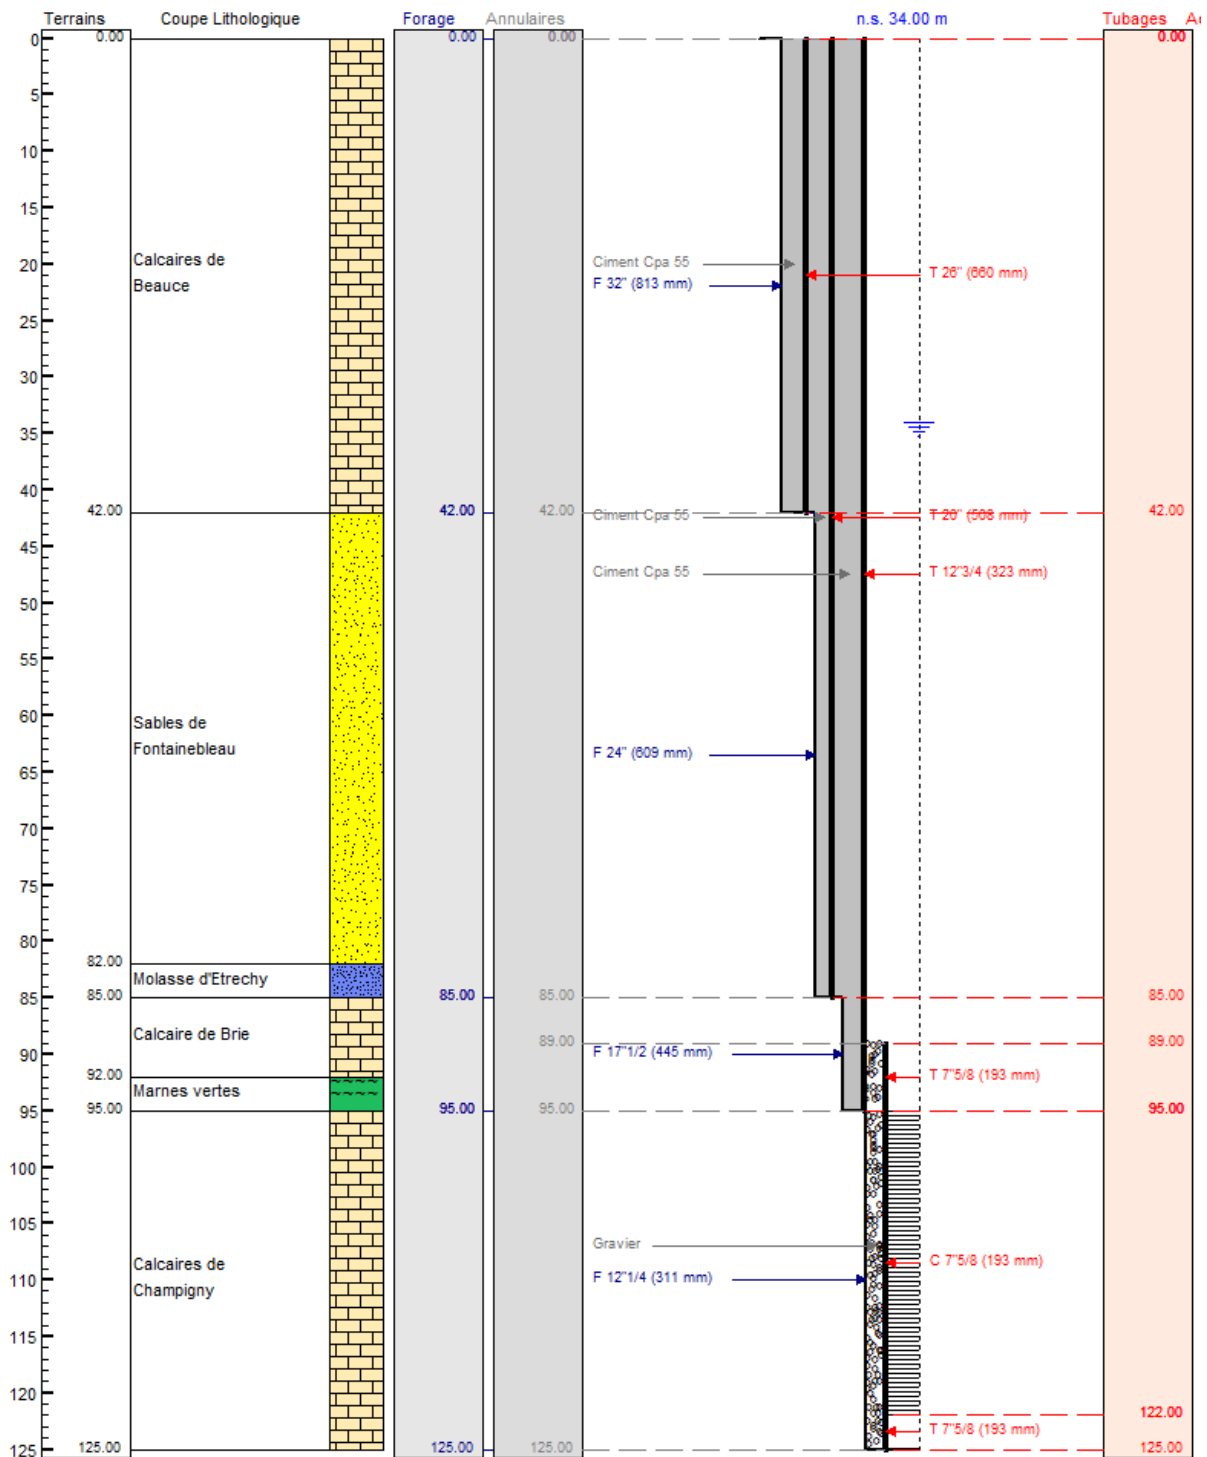 Terrains Coupe Lithologique Forage Annulaires n.s. 34.00 m Tubages
0 0.00 0.00 0.00 0.00
5
10
15
20 Calcaires de Ciment Cpa 55 T 26" (660 mm)
Beauce F 32" (813 mm)
25
30
35
40
42.00 42.00 42.00 Ciment Cpa 55 T 20" (508 mm) 42.00
45
Ciment Cpa 55 T 12"3/4 (323 mm)
50
55
60 Sables de
Fontainebleau F 24" (609 mm)
65
70
75
80
82.00
Molasse d'Etrechy
85 85.00 85.00 85.00 85.00
Calcaire de Brie 89.00 89.00
90 F 17"1/2 (445 mm)
92.00 T 7"5/8 (193 mm)
Marnes vertes
95 95.00 95.00 95.00 95.00
100
105
Gravier
Calcaires de C 7"5/8 (193 mm)
110 Champigny F 12"1/4 (311 mm)
115
120
122.00
T 7"5/8 (193 mm)
125 125.00 125.00 125.00 125.00